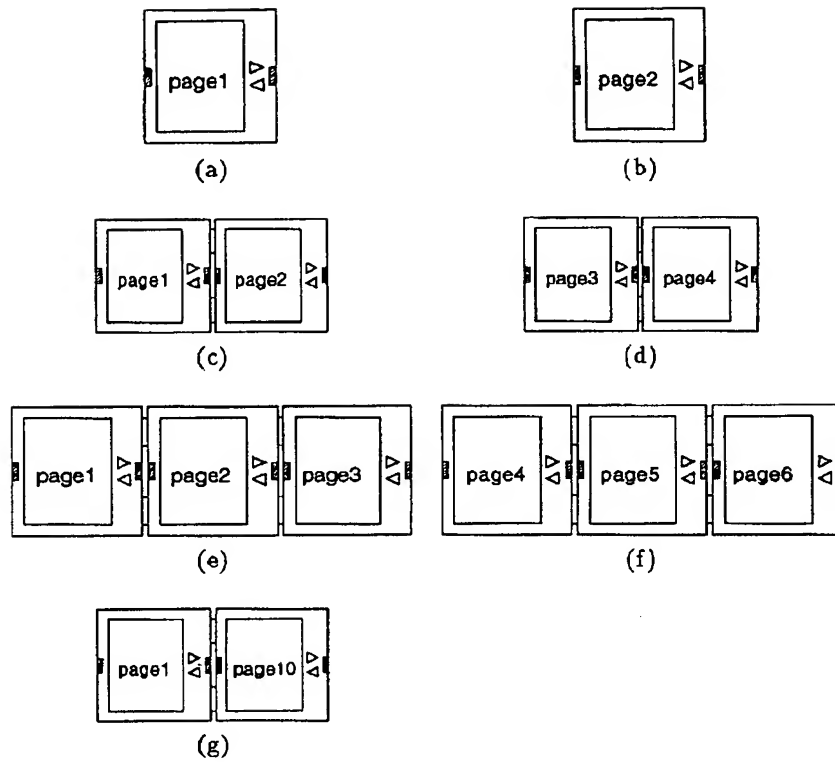 page1
page2
(a)
(b)
page1 page2
page3 page4
(c)
(d)
page1 page2 page3
page4 page5 page6
(e)
(f)
page1 page10
(g)